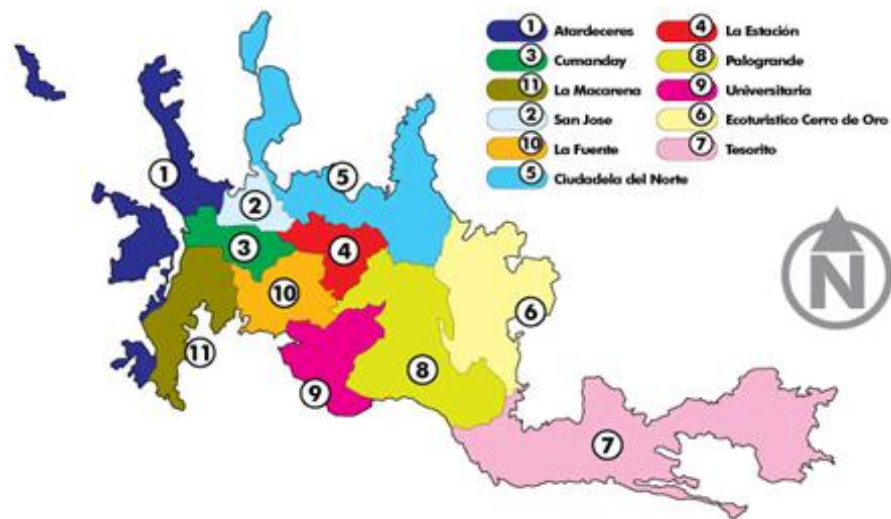 1 Atardeceres
3 Cumanday
11 La Macarena
2 San Jose
10 La Fuente
5 Ciudadela del Norte
4 La Estación
8 Palogrande
9 Universitaria
6 Ecoturistico Cerro de Oro
7 Tesorito
N
1
2
5
3
4
10
6
11
9
8
7